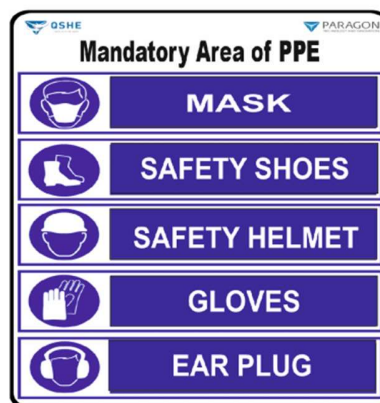 QSHE
PARAGON
Mandatory Area of PPE
MASK
SAFETY SHOES
SAFETY HELMET
GLOVES
EAR PLUG